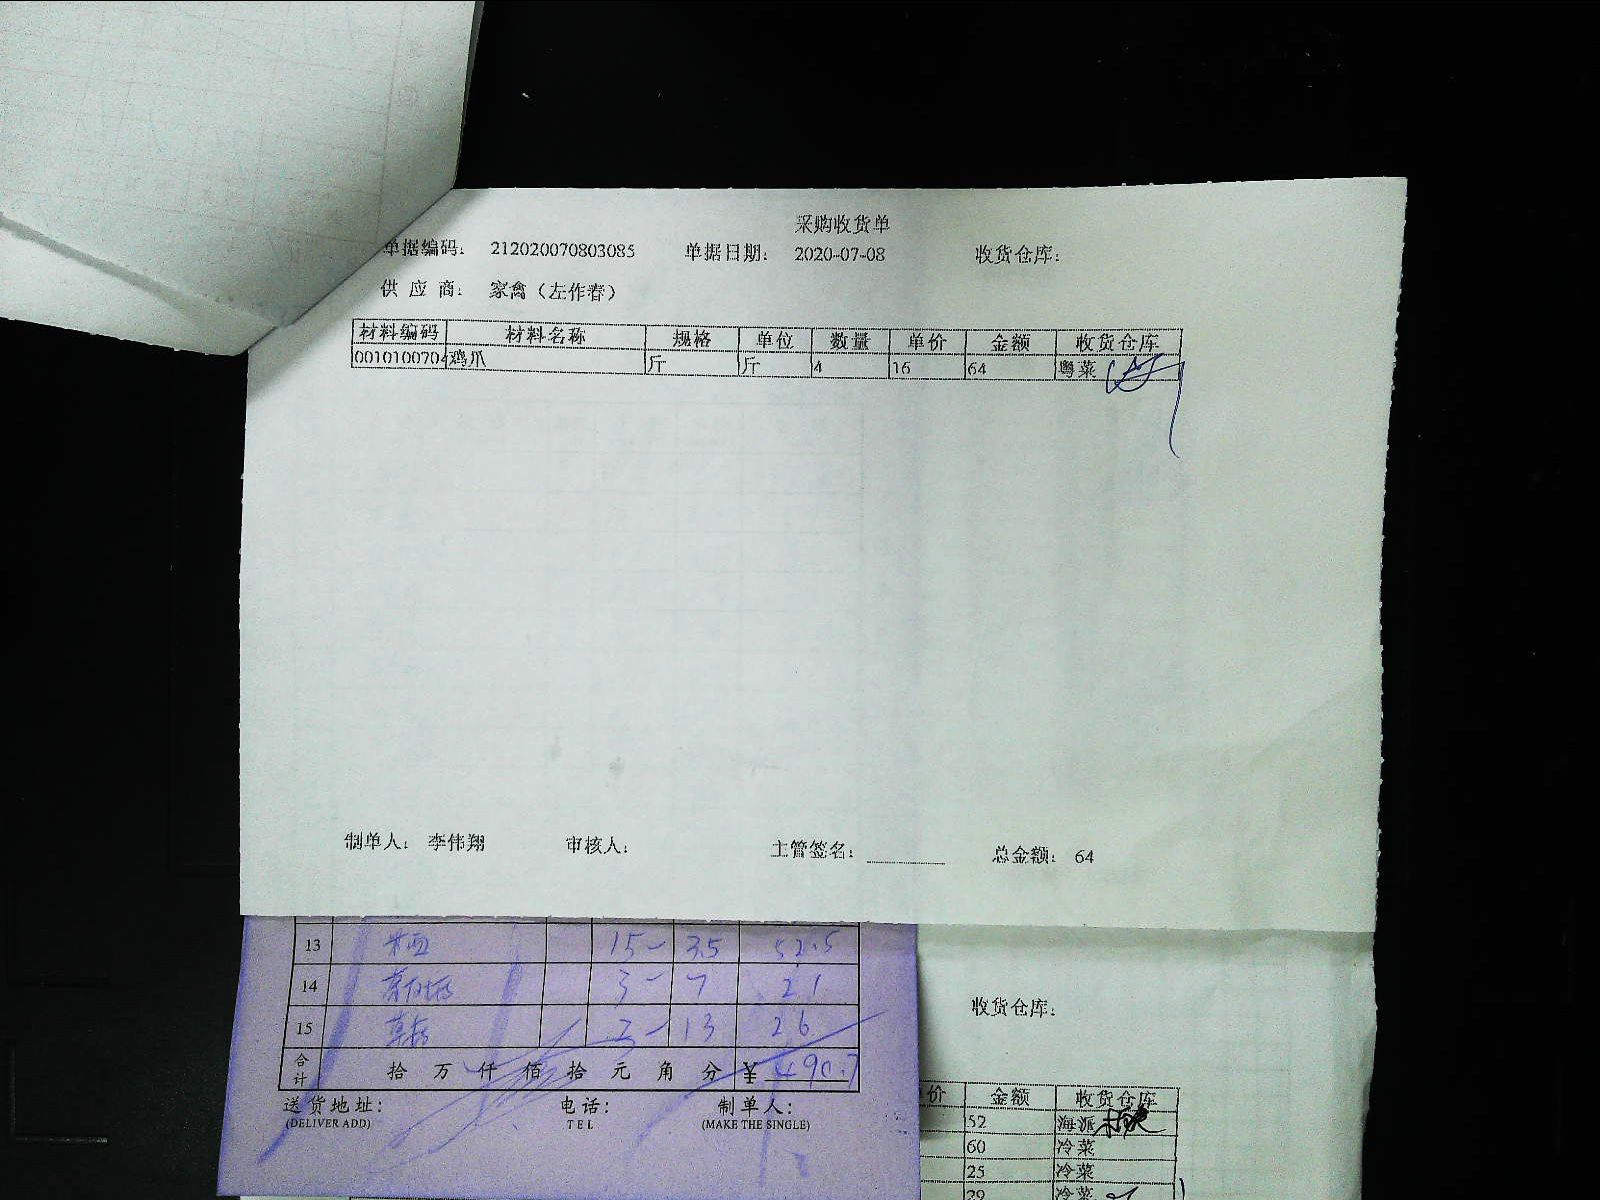 采购收货单
单据编码: 212020070803085 单据日期: 2020-07-08 收货仓库:
供 应 商: 家禽（左作春）
材料编码 材料名称 规格 单位 数量 单价 金额 收货仓库
0010100704 鸡爪 斤 斤 4 16 64 粤菜
制单人: 李伟翔 审核人: 主管签名: 总金额: 64
13 15- 3.5 52.5
14 3- 7 21
15 2- 13 26
合计 拾 万 仟 佰 拾 元 角 分 ¥ 490.7
送货地址: 电话: 制单人:
(DELIVER ADD) TEL (MAKE THE SINGLE)
收货仓库:
价 金额 收货仓库
52 海派
60 冷菜
25 冷菜
29 冷菜